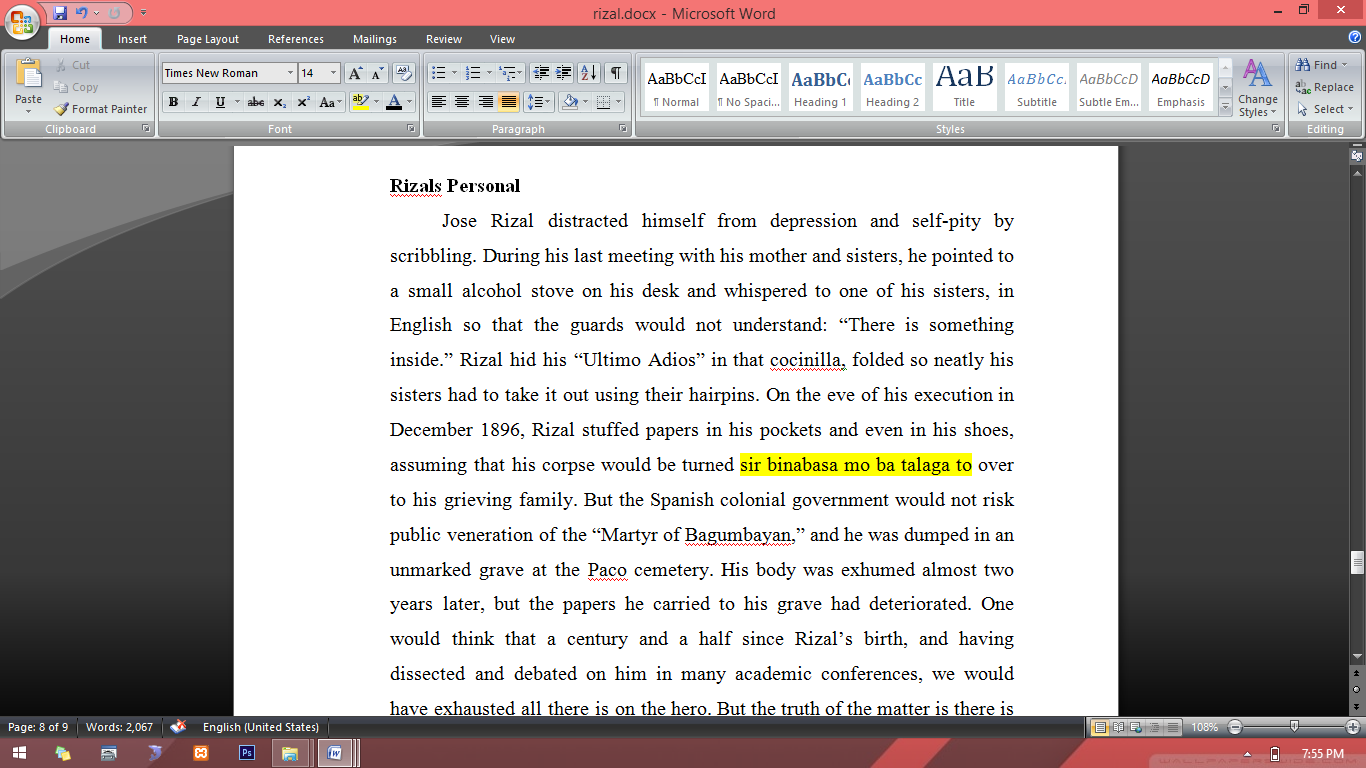 rizal.docx - Microsoft Word
Home Insert Page Layout References Mailings Review View
Paste
Cut
Copy
Format Painter
Clipboard
Times New Roman 14
B I U abc x₂ x² Aa
Font
Paragraph
AaBbCcI AaBbCcI AaBbC AaBbCc AaB AaBbCc. AaBbCcD AaBbCcD
¶ Normal ¶ No Spaci... Heading 1 Heading 2 Title Subtitle Subtle Em... Emphasis
Change Styles
Styles
Find
Replace
Select
Editing
Rizals Personal
Jose Rizal distracted himself from depression and self-pity by
scribbling. During his last meeting with his mother and sisters, he pointed to
a small alcohol stove on his desk and whispered to one of his sisters, in
English so that the guards would not understand: “There is something
inside.” Rizal hid his “Ultimo Adios” in that cocinilla, folded so neatly his
sisters had to take it out using their hairpins. On the eve of his execution in
December 1896, Rizal stuffed papers in his pockets and even in his shoes,
assuming that his corpse would be turned sir binabasa mo ba talaga to over
to his grieving family. But the Spanish colonial government would not risk
public veneration of the “Martyr of Bagumbayan,” and he was dumped in an
unmarked grave at the Paco cemetery. His body was exhumed almost two
years later, but the papers he carried to his grave had deteriorated. One
would think that a century and a half since Rizal’s birth, and having
dissected and debated on him in many academic conferences, we would
have exhausted all there is on the hero. But the truth of the matter is there is
Page: 8 of 9 Words: 2,067 English (United States) 108%
Ps W 7:55 PM